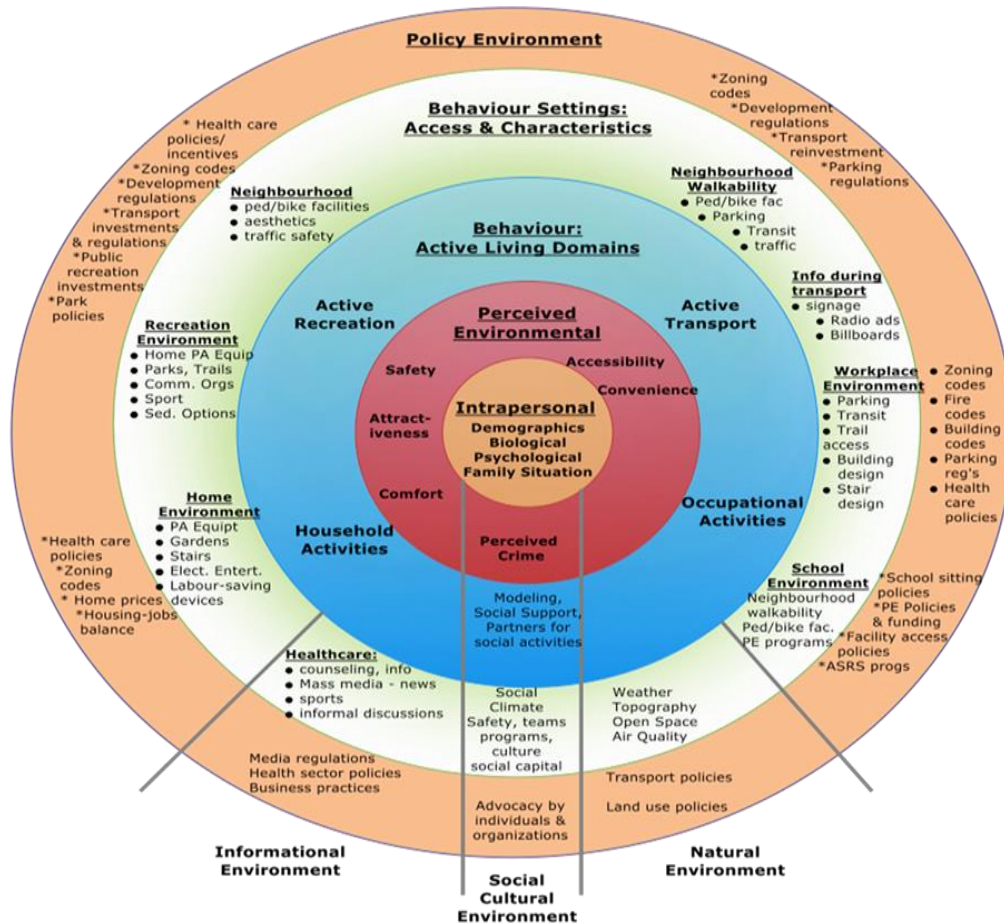 Policy Environment
Behaviour Settings:
Access & Characteristics
*Health care
policies/
incentives
*Zoning codes
*Development
regulations
*Transport
investments
& regulations
*Public
recreation
investments
*Park
policies
*Zoning
codes
*Development
regulations
*Transport
reinvestment
*Parking
regulations
Neighbourhood
● ped/bike facilities
● aesthetics
● traffic safety
Neighbourhood
Walkability
● Ped/bike fac
● Parking
● Transit
● traffic
Behaviour:
Active Living Domains
Info during
transport
● signage
● Radio ads
● Billboards
Active
Recreation
Active
Transport
Perceived
Environmental
Recreation
Environment
● Home PA Equip
● Parks, Trails
● Comm. Orgs
● Sport
● Sed. Options
Safety
Accessibility
Convenience
Attract-
iveness
Comfort
Intrapersonal
Demographics
Biological
Psychological
Family Situation
Workplace
Environment
● Parking
● Transit
● Trail
access
● Building
design
● Stair
design
● Zoning
codes
● Fire
codes
● Building
codes
● Parking
reg's
● Health
care
policies
Home
Environment
● PA Equipt
● Gardens
● Stairs
● Elect. Entert.
● Labour-saving
devices
Household
Activities
Occupational
Activities
Perceived
Crime
*Health care
policies
*Zoning
codes
* Home prices
*Housing-jobs
balance
School
Environment
Neighbourhood
walkability
Ped/bike fac.
PE programs
*School sitting
policies
*PE Policies
& funding
*Facility access
policies
*ASRS progs
Modeling,
Social Support,
Partners for
social activities
Healthcare:
● counseling, info
● Mass media - news
● sports
● informal discussions
Social
Climate
Safety, teams
programs,
culture
social capital
Weather
Topography
Open Space
Air Quality
Media regulations
Health sector policies
Business practices
Advocacy by
individuals &
organizations
Transport policies
Land use policies
Informational
Environment
Social
Cultural
Environment
Natural
Environment